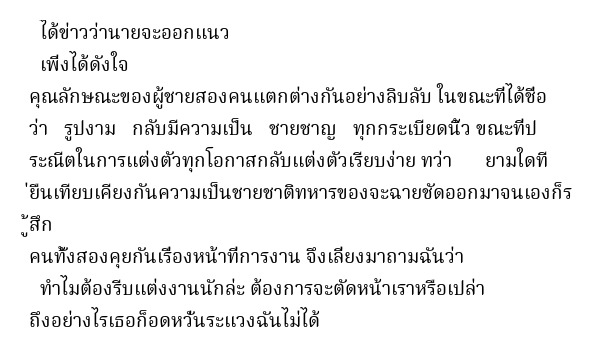 ได้ข่าวว่านายจะออกแนว
เพิ่งได้ดังใจ
คุณลักษณะของผู้ชายสองคนแตกต่างกันอย่างลิบลับ ในขณะที่ได้ชื่อ
ว่า รูปงาม กลับมีความเป็น ชายชาญ ทุกกระเบียดนิ้ว ขณะที่ป
ระณีตในการแต่งตัวทุกโอกาสกลับแต่งตัวเรียบง่าย ทว่า ยามใดที
่ยืนเทียบเคียงกันความเป็นชายชาติทหารของจะฉายชัดออกมาจนเองก็ร
ู้สึก
คนทั้งสองคุยกันเรื่องหน้าที่การงาน จึงเลี่ยงมาถามฉันว่า
ทำไมต้องรีบแต่งงานนักล่ะ ต้องการจะตัดหน้าเราหรือเปล่า
ถึงอย่างไรเธอก็อดหวั่นระแวงฉันไม่ได้